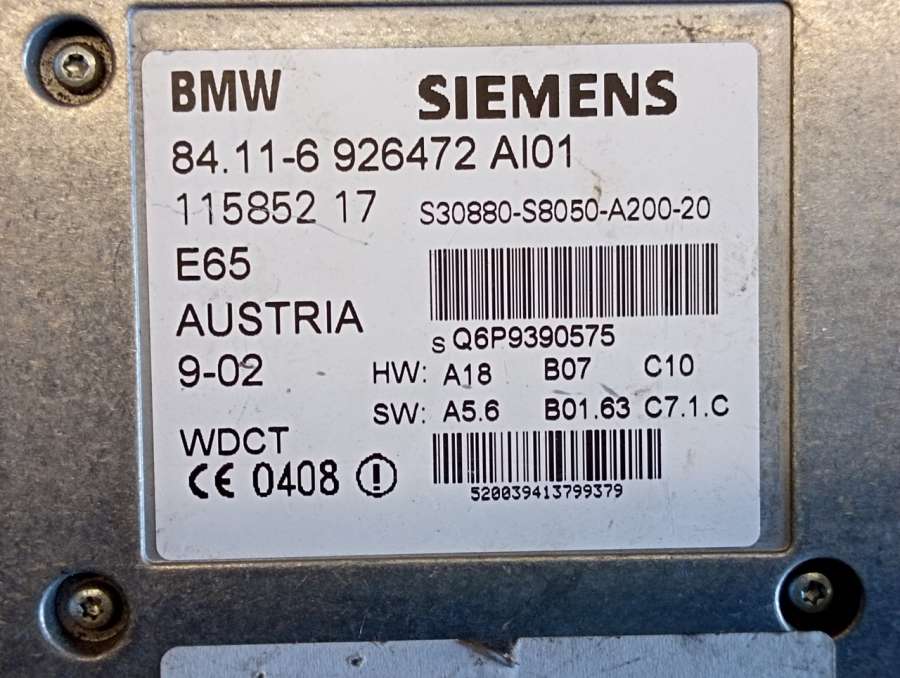 BMW SIEMENS
84.11-6 926472 AI01
115852 17 S30880-S8050-A200-20
E65
AUSTRIA
S Q6P9390575
9-02 HW: A18 B07 C10
SW: A5.6 B01.63 C7.1.C
WDCT
CE 0408
520039413799379